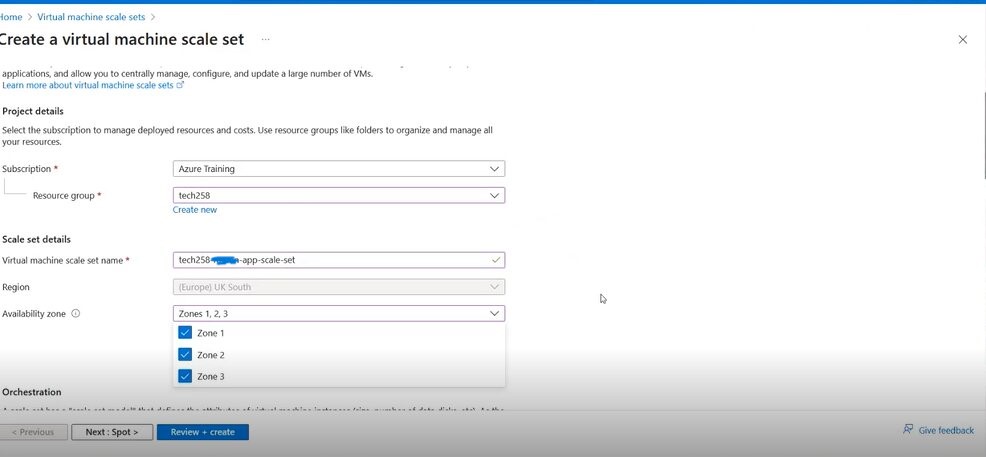 Home > Virtual machine scale sets >
Create a virtual machine scale set ...
applications, and allow you to centrally manage, configure, and update a large number of VMs.
Learn more about virtual machine scale sets
Project details
Select the subscription to manage deployed resources and costs. Use resource groups like folders to organize and manage all
your resources.
Subscription *
Azure Training
Resource group *
tech258
Create new
Scale set details
Virtual machine scale set name *
tech258 -app-scale-set
Region
(Europe) UK South
Availability zone
Zones 1, 2, 3
Zone 1
Zone 2
Zone 3
Orchestration
A scale set has a "scale set model" that defines the attributes of virtual machine instances (size, number of data disks, etc). As the
< Previous
Next : Spot >
Review + create
Give feedback